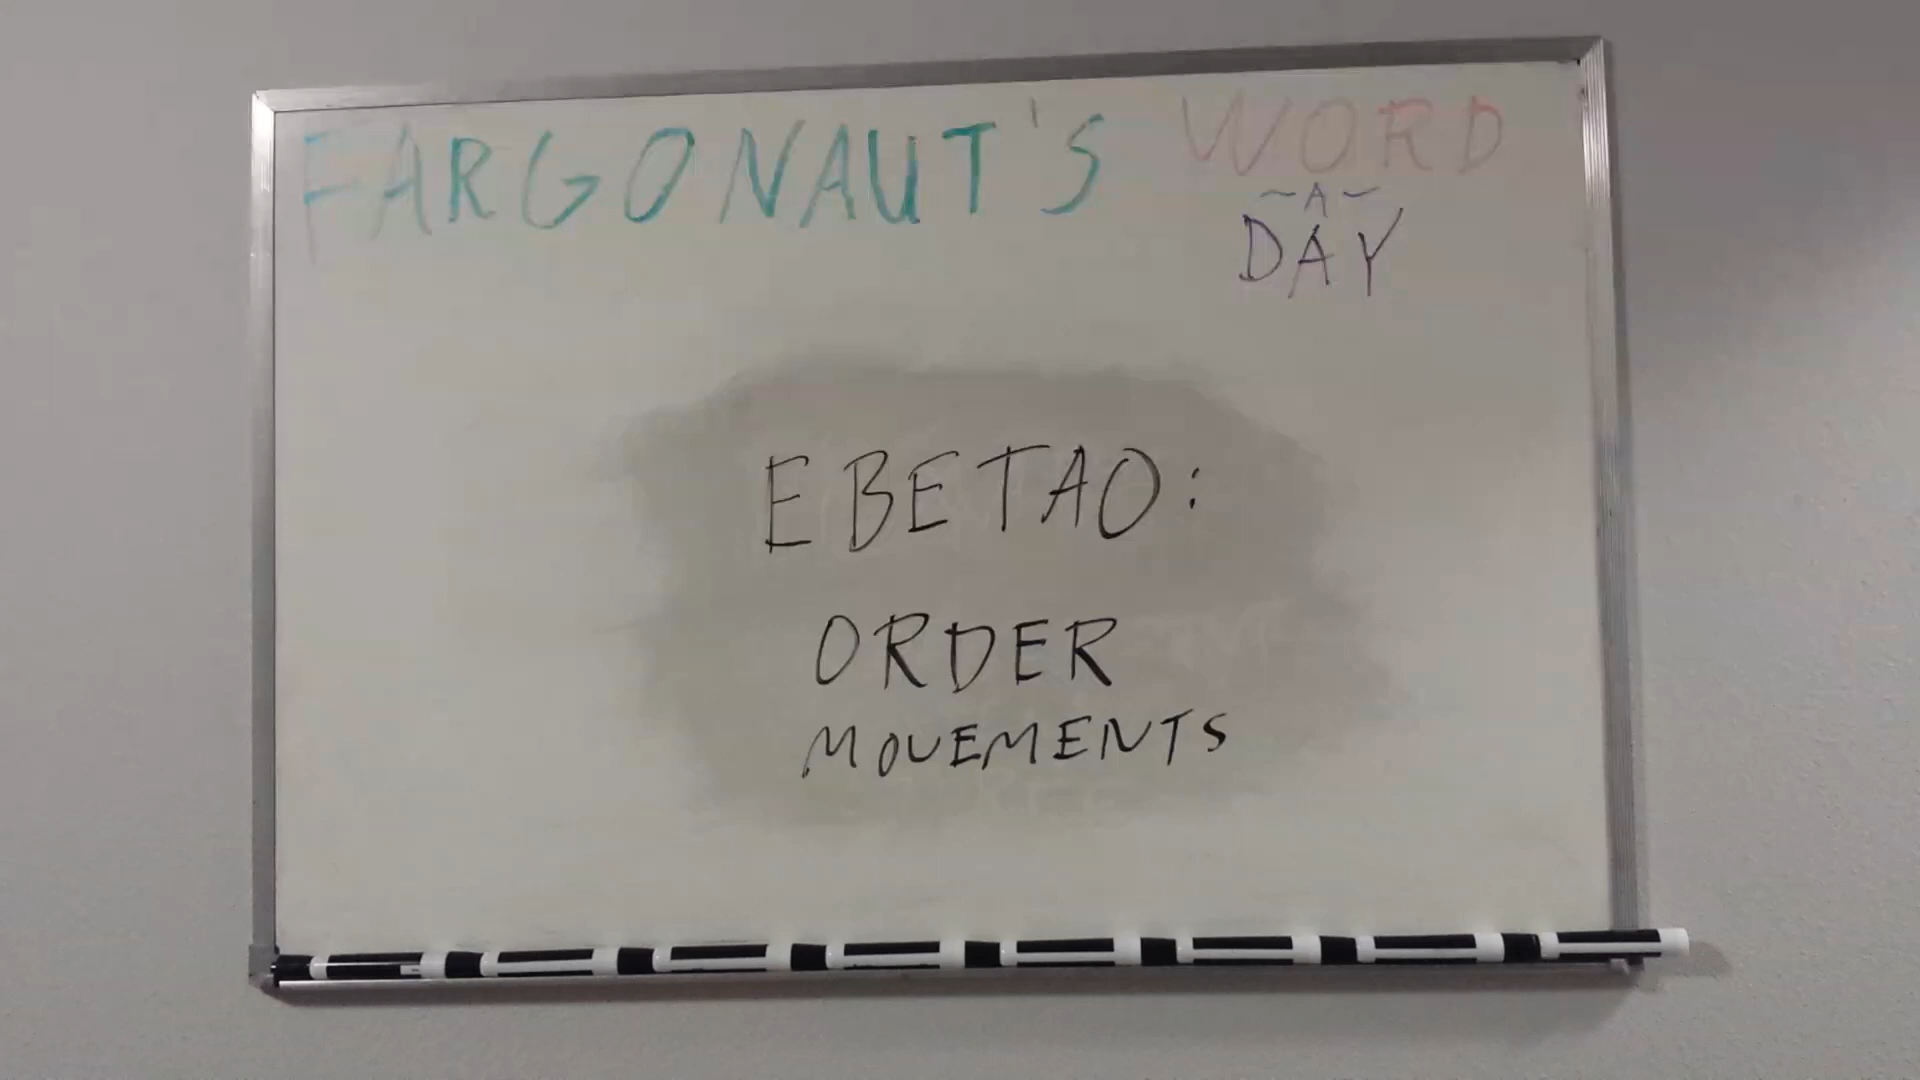 FARGONAUT'S WORD
~A~
DAY
EBETAO:
ORDER
MOVEMENTS